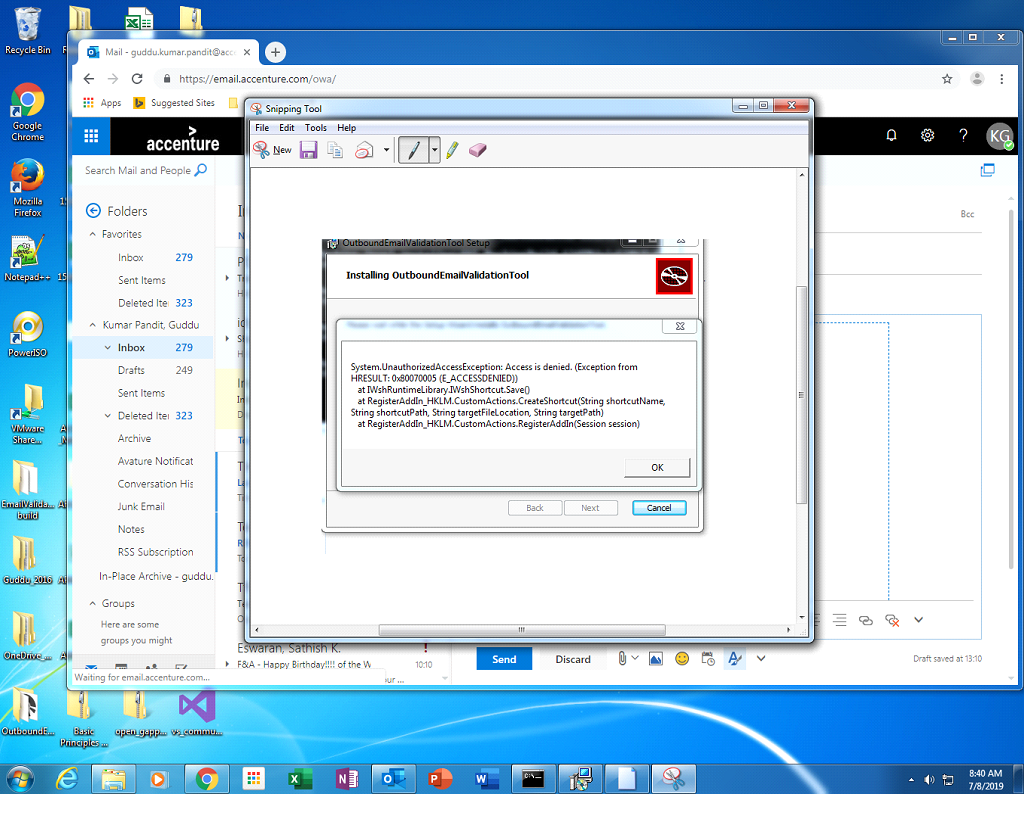 Recycle Bin
Google Chrome
Mozilla Firefox
Notepad++
PowerISO
VMware Share...
EmailValida... build
Guddu_2016
OneDrive_...
OutboundE...
Basic Principles ...
open_gapp...
vs_commu...
Mail - guddu.kumar.pandit@acc
https://email.accenture.com/owa/
Apps
Suggested Sites
accenture
KG
Search Mail and People
Folders
Favorites
Inbox 279
Sent Items
Deleted Ite 323
Kumar Pandit, Guddu
Inbox 279
Drafts 249
Sent Items
Deleted Ite 323
Archive
Avature Notificat
Conversation His
Junk Email
Notes
RSS Subscription
In-Place Archive - guddu.
Groups
Here are some
groups you might
Waiting for email.accenture.com...
Snipping Tool
File Edit Tools Help
New
OutboundEmailValidationTool Setup
Installing OutboundEmailValidationTool
System.UnauthorizedAccessException: Access is denied. (Exception from
HRESULT: 0x80070005 (E_ACCESSDENIED))
at IWshRuntimeLibrary.IWshShortcut.Save()
at RegisterAddIn_HKLM.CustomActions.CreateShortcut(String shortcutName,
String shortcutPath, String targetFileLocation, String targetPath)
at RegisterAddIn_HKLM.CustomActions.RegisterAddIn(Session session)
OK
Back Next Cancel
Bcc
Eswaran, Sathish K.
F&A - Happy Birthday!!!! of the W 10:10
Send Discard
Draft saved at 13:10
8:40 AM
7/8/2019